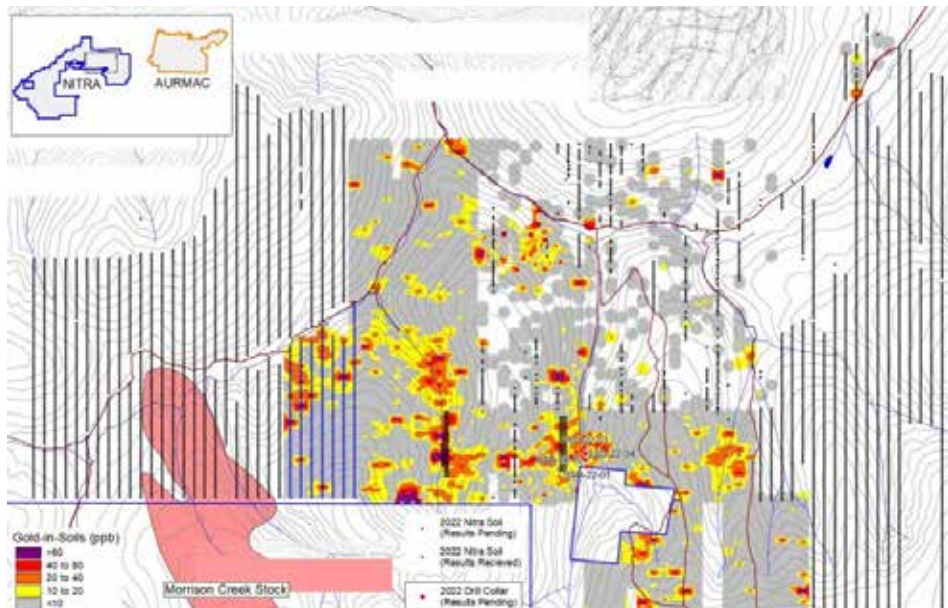 NITRA
AURMAC
Gold-in-Soils (ppb)
>80
40 to 80
20 to 40
10 to 20
<10
Morrison Creek Stock
2022 Nitra Soil
(Results Pending)
2022 Nitra Soil
(Results Recieved)
2022 Drill Collar
(Results Pending)